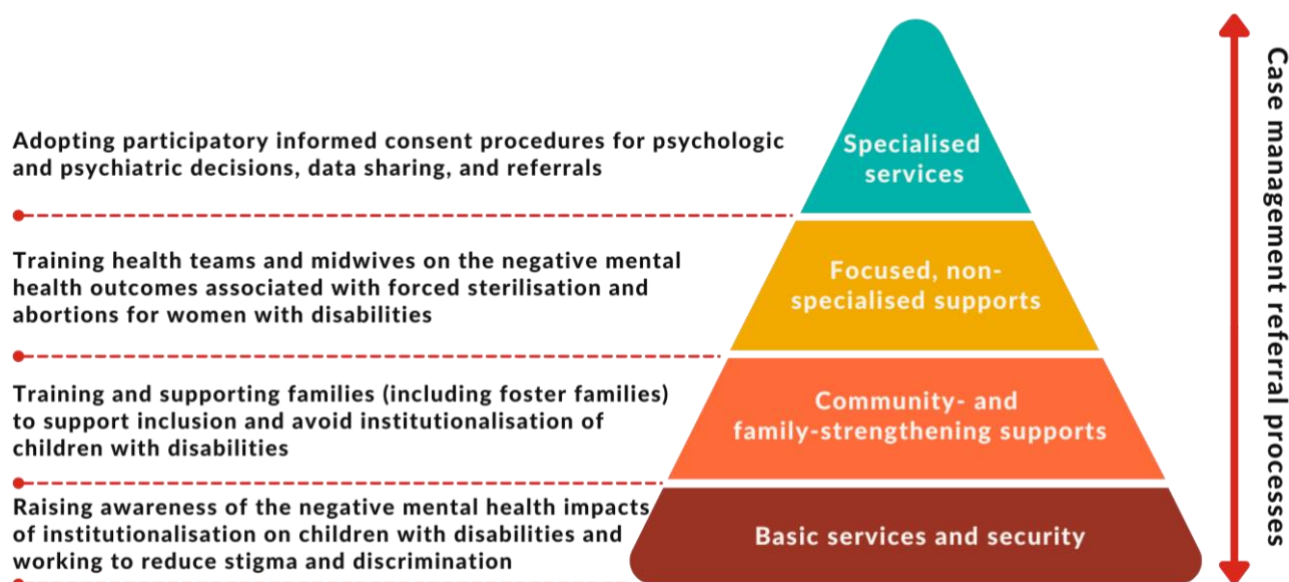 Adopting participatory informed consent procedures for psychologic
and psychiatric decisions, data sharing, and referrals
Specialised
services
Training health teams and midwives on the negative mental
health outcomes associated with forced sterilisation and
abortions for women with disabilities
Focused, non-
specialised supports
Training and supporting families (including foster families)
to support inclusion and avoid institutionalisation of
children with disabilities
Community- and
family-strengthening supports
Raising awareness of the negative mental health impacts
of institutionalisation on children with disabilities and
working to reduce stigma and discrimination
Basic services and security
Case management referral processes